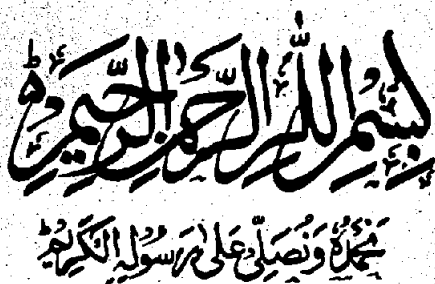 بِسْمِ اللّٰهِ الرَّحْمٰنِ الرَّحِيْمِ
نَحْمَدُهٗ وَنُصَلِّیْ عَلٰی رَسُوْلِهِ الْكَرِیْمِ